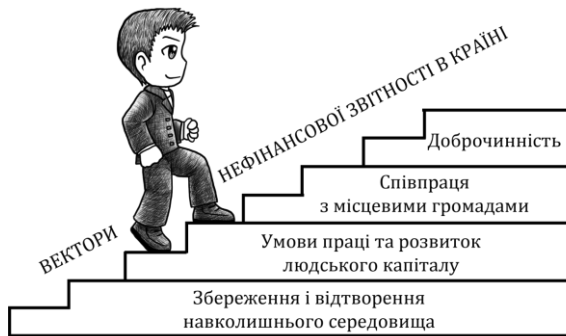 ВЕКТОРИ НЕФІНАНСОВОЇ ЗВІТНОСТІ В КРАЇНІ
Доброчинність
Співпраця
з місцевими громадами
Умови праці та розвиток
людського капіталу
Збереження і відтворення
навколишнього середовища